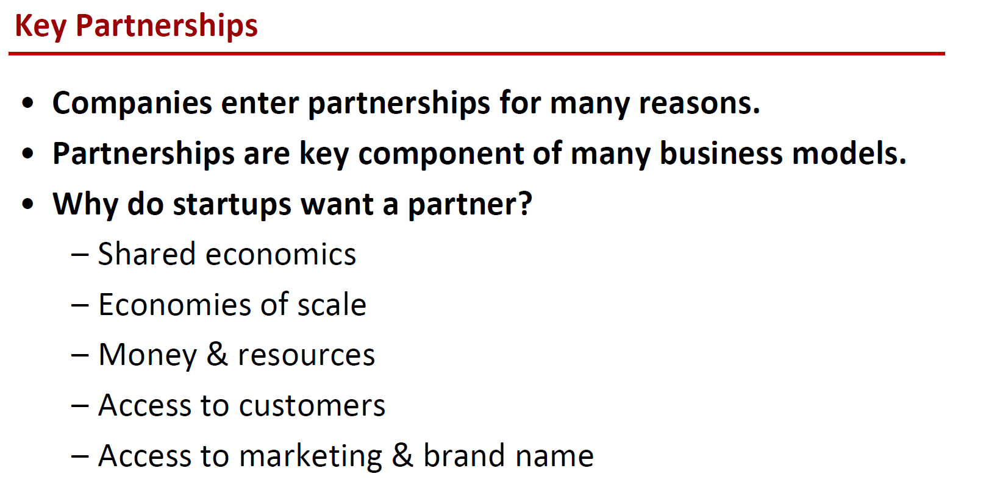 Key Partnerships
• Companies enter partnerships for many reasons.
• Partnerships are key component of many business models.
• Why do startups want a partner?
– Shared economics
– Economies of scale
– Money & resources
– Access to customers
– Access to marketing & brand name